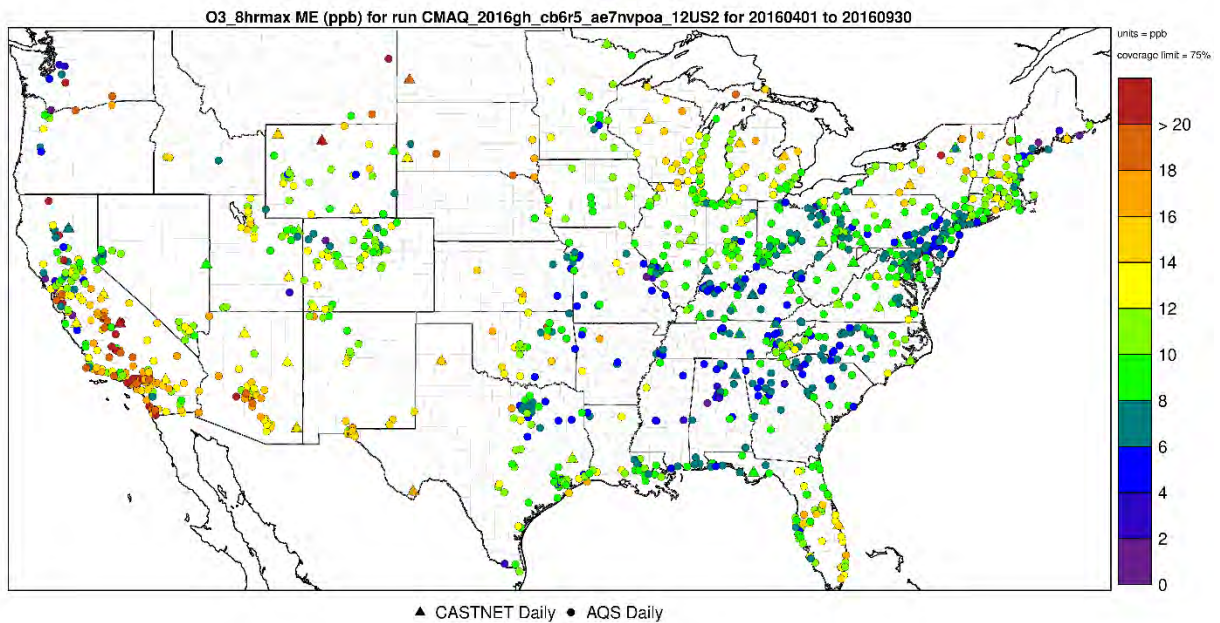 O3_8hrmax ME (ppb) for run CMAQ_2016gh_cb6r5_ae7nvpoa_12US2 for 20160401 to 20160930
units = ppb
coverage limit = 75%
> 20
18
16
14
12
10
8
6
4
2
0
▲ CASTNET Daily ● AQS Daily